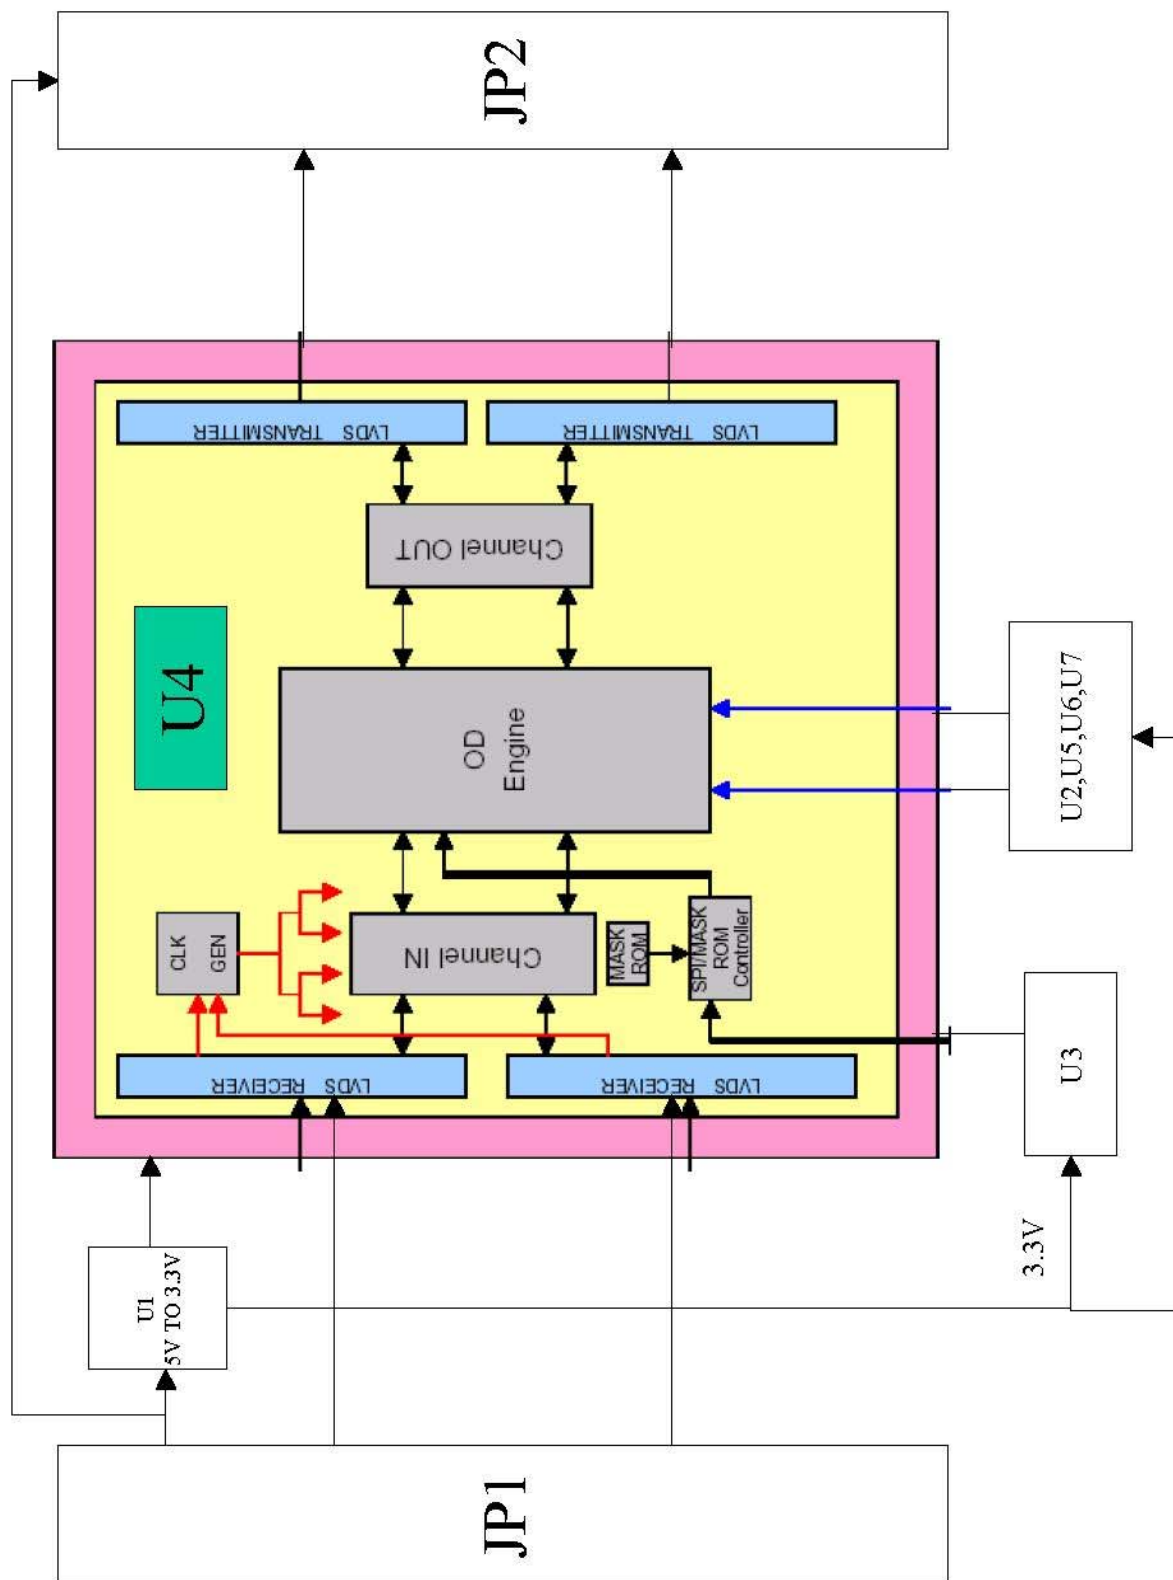 JP2
LVDS TRANSMITTER
LVDS TRANSMITTER
Channel OUT
U4
OD
Engine
U2,U5,U6,U7
CLK
GEN
Channel IN
MASK
ROM
SPI/MASK
ROM
Controller
LVDS RECEIVER
LVDS RECEIVER
U3
U1
5V TO 3.3V
3.3V
JP1